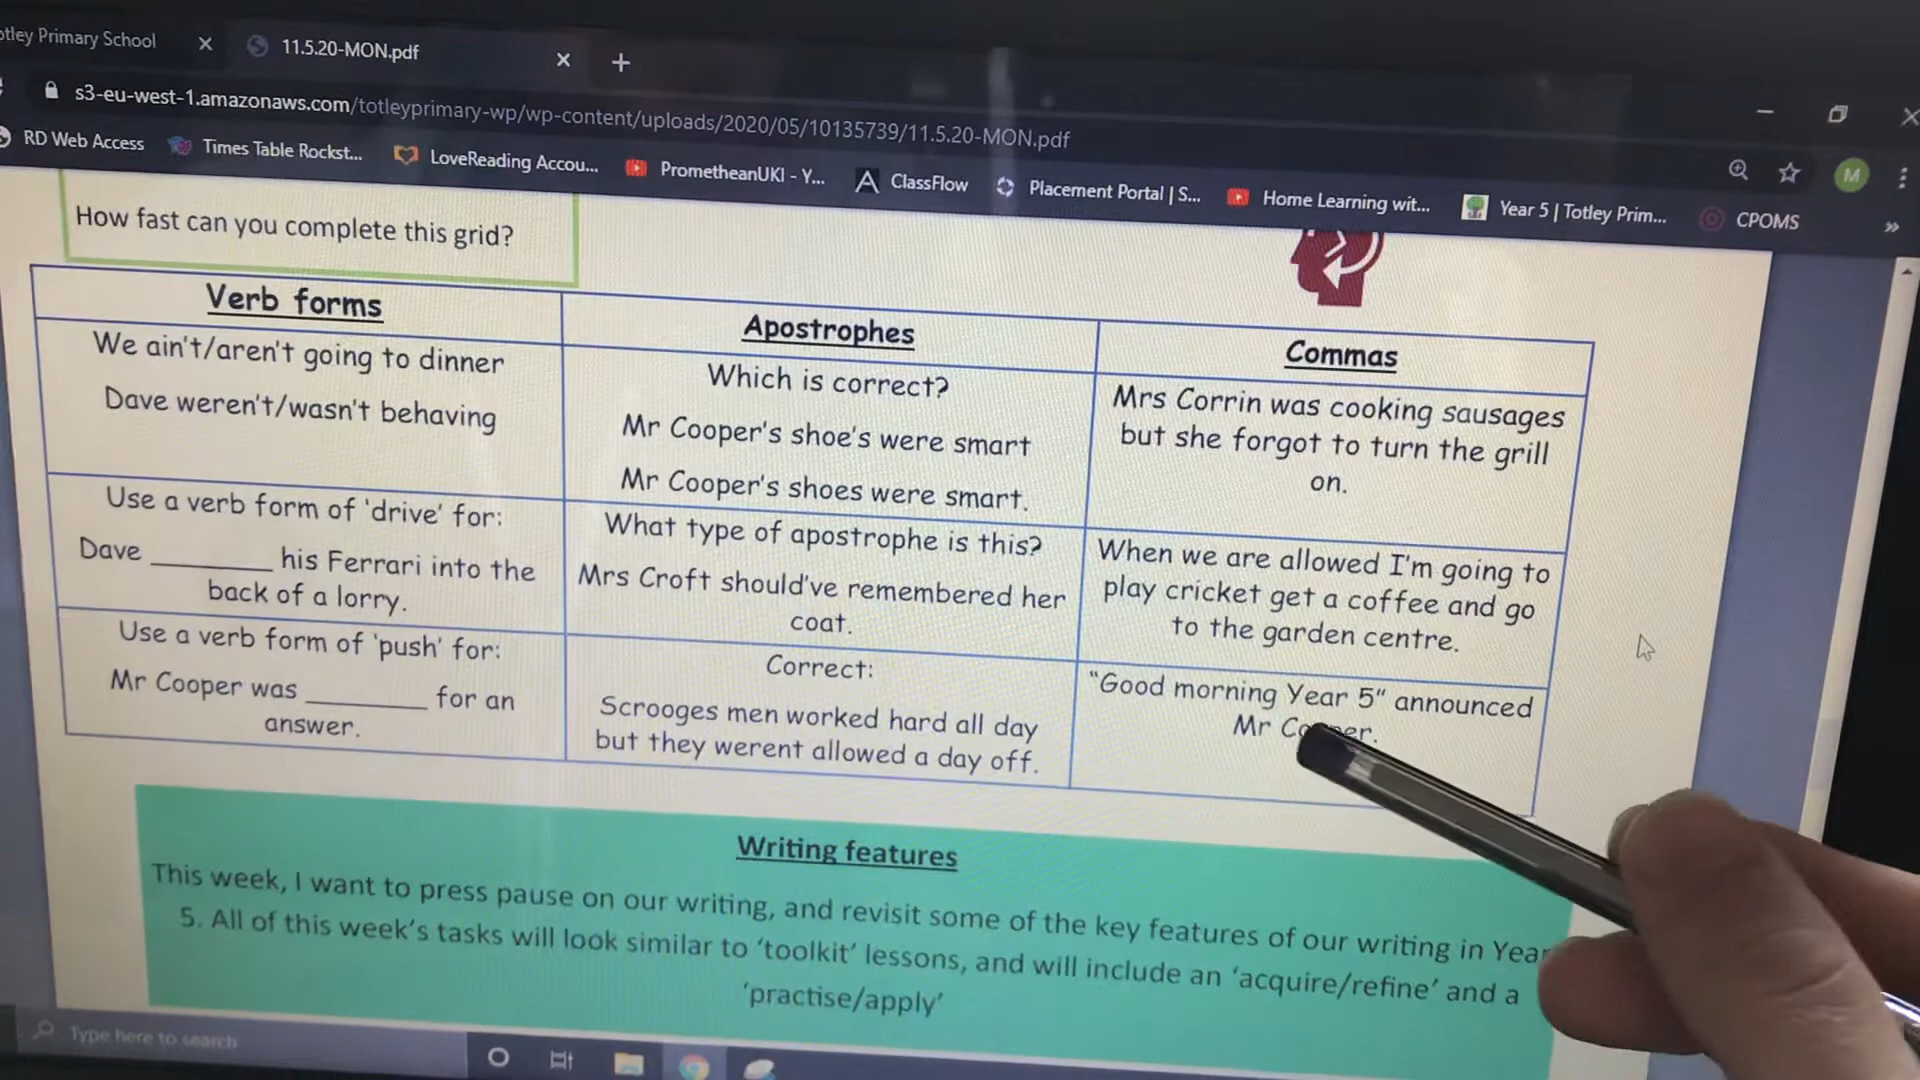 otley Primary School
11.5.20-MON.pdf
s3-eu-west-1.amazonaws.com/totleyprimary-wp/wp-content/uploads/2020/05/10135739/11.5.20-MON.pdf
RD Web Access
Times Table Rockst...
LoveReading Accou...
PrometheanUKI - Y...
ClassFlow
Placement Portal | S...
Home Learning wit...
Year 5 | Totley Prim...
CPOMS
»
M
How fast can you complete this grid?
Verb forms
We ain't/aren't going to dinner
Dave weren't/wasn't behaving
Apostrophes
Which is correct?
Mr Cooper's shoe's were smart
Mr Cooper's shoes were smart.
Commas
Mrs Corrin was cooking sausages
but she forgot to turn the grill
on.
Use a verb form of 'drive' for:
Dave ________ his Ferrari into the
back of a lorry.
What type of apostrophe is this?
Mrs Croft should've remembered her
coat.
When we are allowed I'm going to
play cricket get a coffee and go
to the garden centre.
Use a verb form of 'push' for:
Mr Cooper was ________ for an
answer.
Correct:
Scrooges men worked hard all day
but they werent allowed a day off.
"Good morning Year 5" announced
Mr Cooper.
Writing features
This week, I want to press pause on our writing, and revisit some of the key features of our writing in Year
5. All of this week's tasks will look similar to 'toolkit' lessons, and will include an 'acquire/refine' and a
'practise/apply'
Type here to search